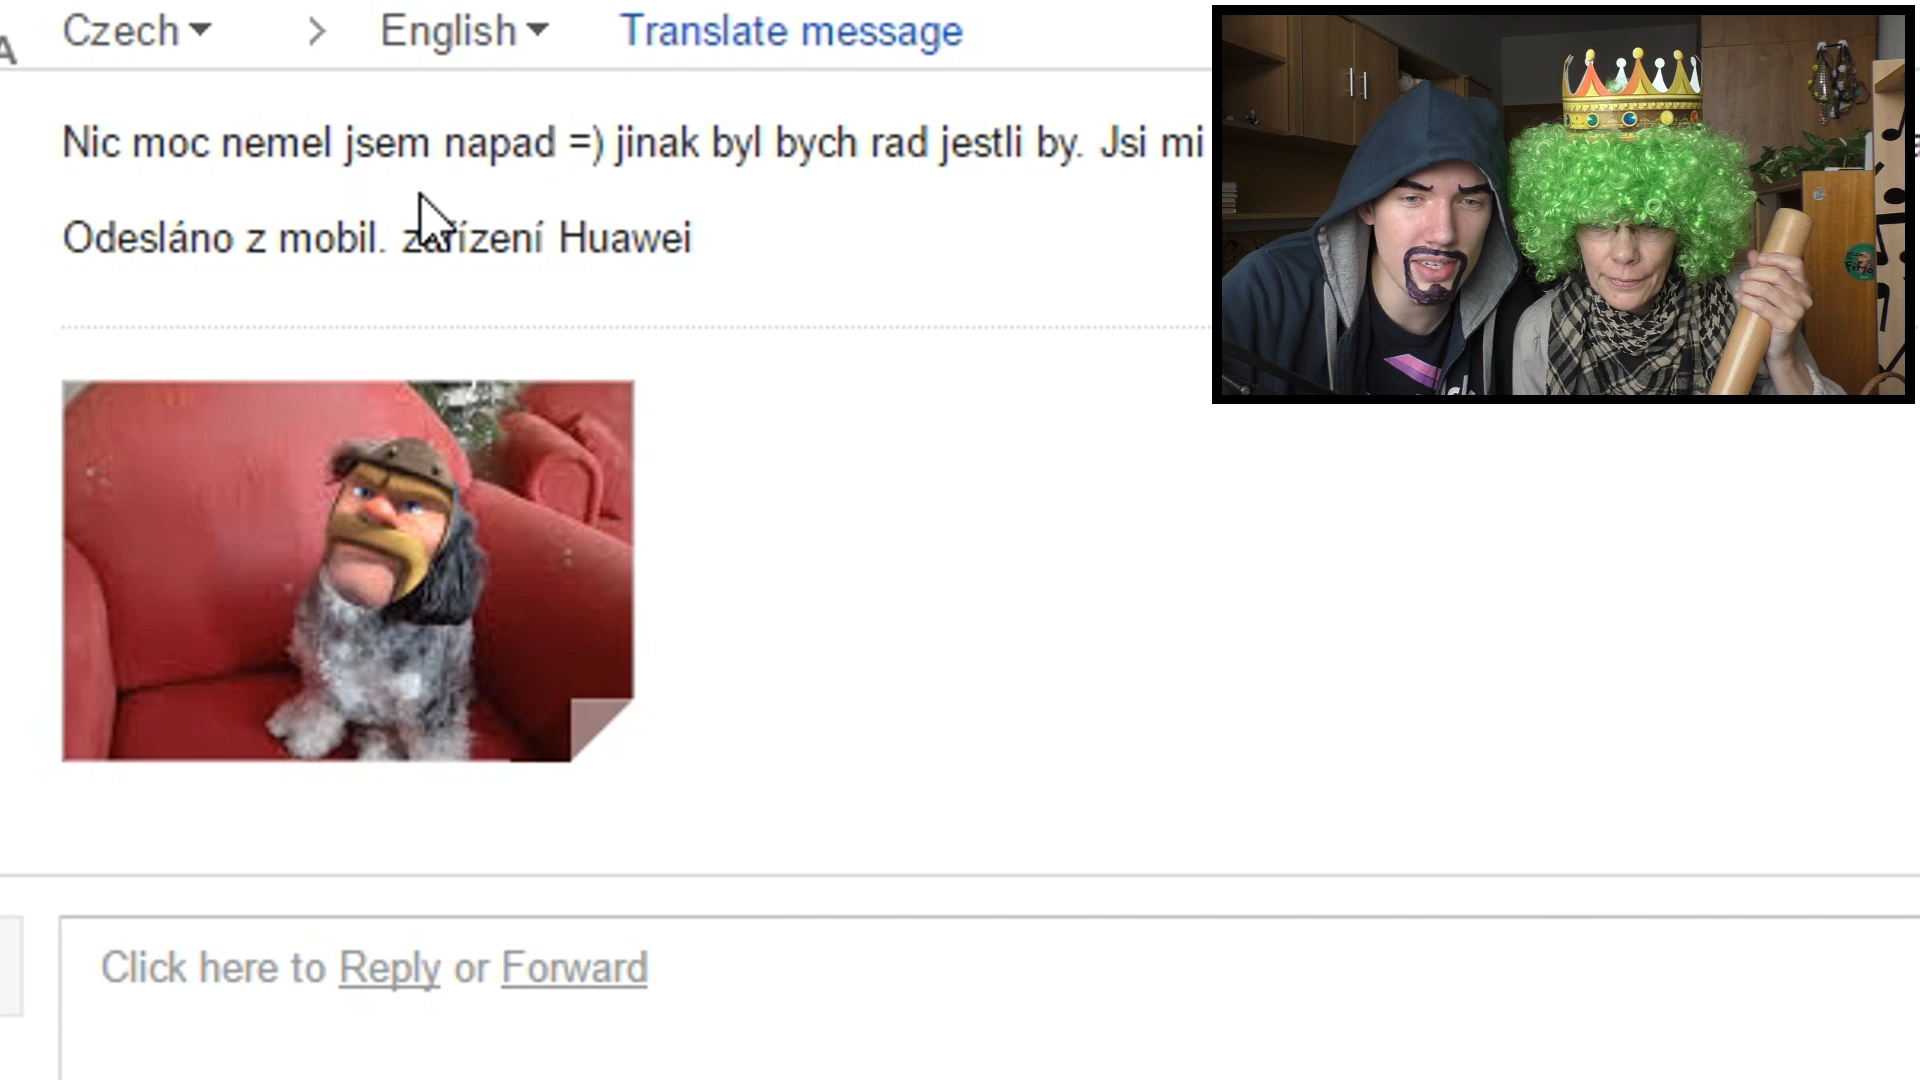 Czech > English Translate message
Nic moc nemel jsem napad =) jinak byl bych rad jestli by. Jsi mi
Odesláno z mobil. zařízení Huawei
Click here to Reply or Forward